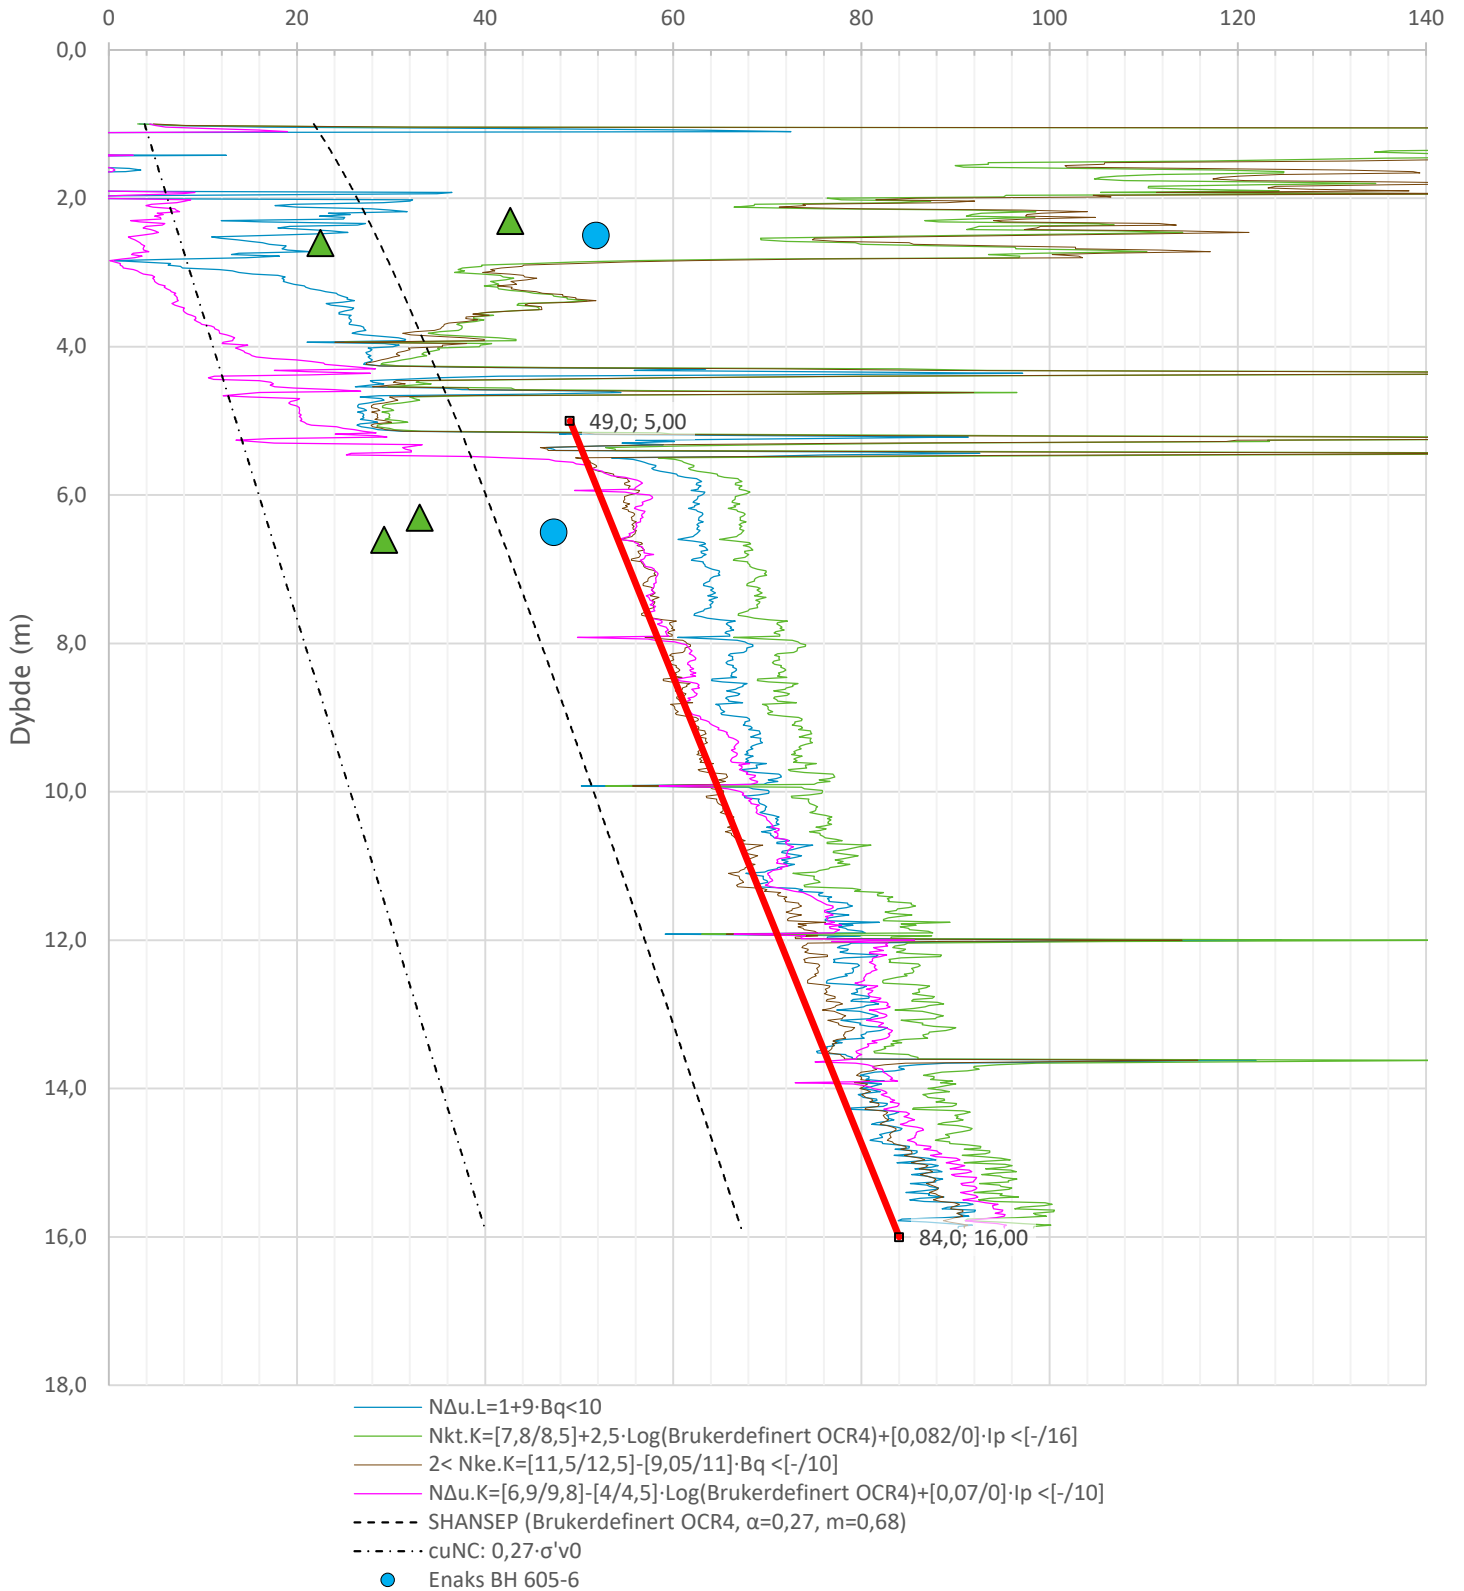 0 20 40 60 80 100 120 140
0,0
2,0
4,0
49,0; 5,00
6,0
8,0
Dybde (m)
10,0
12,0
14,0
16,0
84,0; 16,00
18,0
NΔu.L=1+9·Bq<10
Nkt.K=[7,8/8,5]+2,5·Log(Brukerdefinert OCR4)+[0,082/0]·Ip <[-/16]
2< Nke.K=[11,5/12,5]-[9,05/11]·Bq <[-/10]
NΔu.K=[6,9/9,8]-[4/4,5]·Log(Brukerdefinert OCR4)+[0,07/0]·Ip <[-/10]
SHANSEP (Brukerdefinert OCR4, α=0,27, m=0,68)
cuNC: 0,27·σ'v0
Enaks BH 605-6